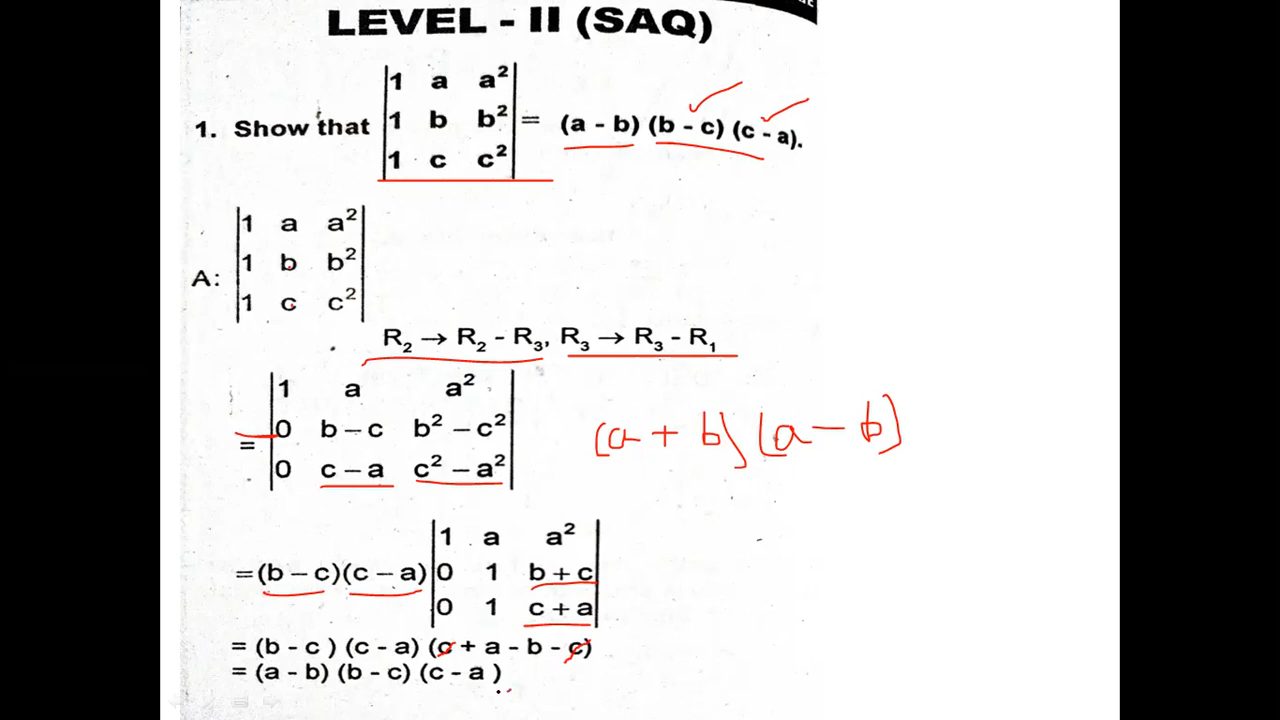 LEVEL - II (SAQ)
1. Show that |1 a a²| = (a - b) (b - c) (c - a).
|1 b b²|
|1 c c²|
A: |1 a a²|
|1 b b²|
|1 c c²|
R₂ → R₂ - R₃, R₃ → R₃ - R₁
= |1 a a²|
|0 b – c b² – c²|
|0 c – a c² – a²|
(a + b) (a – b)
= (b – c)(c – a) |1 a a²|
|0 1 b + c|
|0 1 c + a|
= (b - c ) (c - a) (c + a - b - c)
= (a - b) (b - c) (c - a )